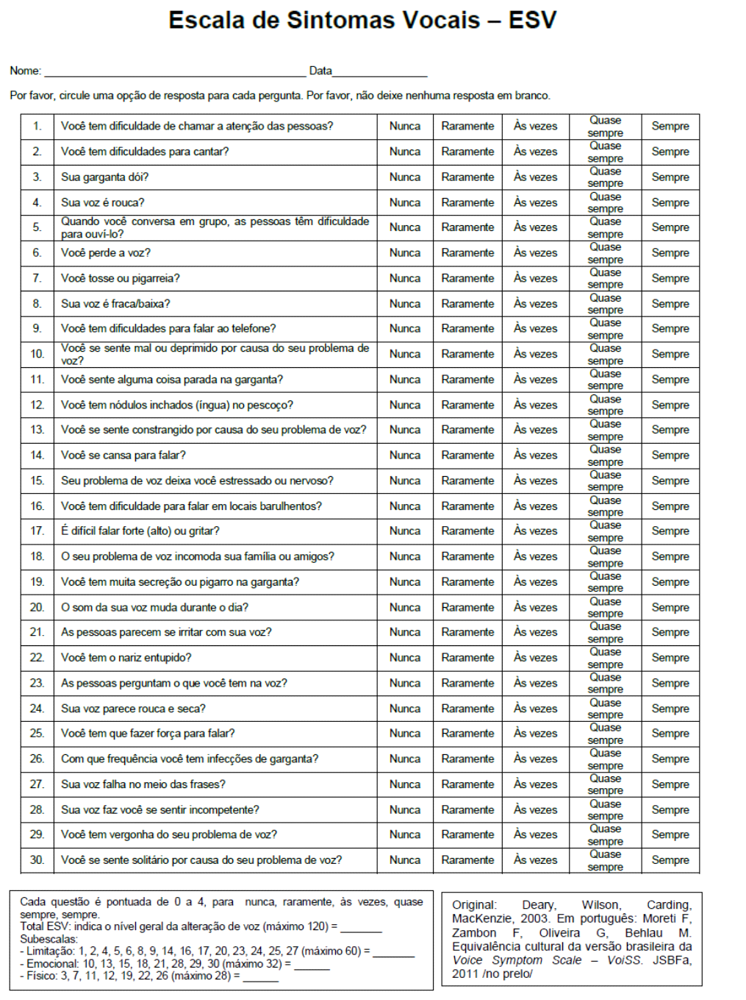 Escala de Sintomas Vocais – ESV
Nome: ___________________________________________ Data________________
Por favor, circule uma opção de resposta para cada pergunta. Por favor, não deixe nenhuma resposta em branco.
1. Você tem dificuldade de chamar a atenção das pessoas? Nunca Raramente Às vezes Quase sempre Sempre
2. Você tem dificuldades para cantar? Nunca Raramente Às vezes Quase sempre Sempre
3. Sua garganta dói? Nunca Raramente Às vezes Quase sempre Sempre
4. Sua voz é rouca? Nunca Raramente Às vezes Quase sempre Sempre
5. Quando você conversa em grupo, as pessoas têm dificuldade para ouví-lo? Nunca Raramente Às vezes Quase sempre Sempre
6. Você perde a voz? Nunca Raramente Às vezes Quase sempre Sempre
7. Você tosse ou pigarreia? Nunca Raramente Às vezes Quase sempre Sempre
8. Sua voz é fraca/baixa? Nunca Raramente Às vezes Quase sempre Sempre
9. Você tem dificuldades para falar ao telefone? Nunca Raramente Às vezes Quase sempre Sempre
10. Você se sente mal ou deprimido por causa do seu problema de voz? Nunca Raramente Às vezes Quase sempre Sempre
11. Você sente alguma coisa parada na garganta? Nunca Raramente Às vezes Quase sempre Sempre
12. Você tem nódulos inchados (íngua) no pescoço? Nunca Raramente Às vezes Quase sempre Sempre
13. Você se sente constrangido por causa do seu problema de voz? Nunca Raramente Às vezes Quase sempre Sempre
14. Você se cansa para falar? Nunca Raramente Às vezes Quase sempre Sempre
15. Seu problema de voz deixa você estressado ou nervoso? Nunca Raramente Às vezes Quase sempre Sempre
16. Você tem dificuldade para falar em locais barulhentos? Nunca Raramente Às vezes Quase sempre Sempre
17. É difícil falar forte (alto) ou gritar? Nunca Raramente Às vezes Quase sempre Sempre
18. O seu problema de voz incomoda sua família ou amigos? Nunca Raramente Às vezes Quase sempre Sempre
19. Você tem muita secreção ou pigarro na garganta? Nunca Raramente Às vezes Quase sempre Sempre
20. O som da sua voz muda durante o dia? Nunca Raramente Às vezes Quase sempre Sempre
21. As pessoas parecem se irritar com sua voz? Nunca Raramente Às vezes Quase sempre Sempre
22. Você tem o nariz entupido? Nunca Raramente Às vezes Quase sempre Sempre
23. As pessoas perguntam o que você tem na voz? Nunca Raramente Às vezes Quase sempre Sempre
24. Sua voz parece rouca e seca? Nunca Raramente Às vezes Quase sempre Sempre
25. Você tem que fazer força para falar? Nunca Raramente Às vezes Quase sempre Sempre
26. Com que frequência você tem infecções de garganta? Nunca Raramente Às vezes Quase sempre Sempre
27. Sua voz falha no meio das frases? Nunca Raramente Às vezes Quase sempre Sempre
28. Sua voz faz você se sentir incompetente? Nunca Raramente Às vezes Quase sempre Sempre
29. Você tem vergonha do seu problema de voz? Nunca Raramente Às vezes Quase sempre Sempre
30. Você se sente solitário por causa do seu problema de voz? Nunca Raramente Às vezes Quase sempre Sempre
Cada questão é pontuada de 0 a 4, para nunca, raramente, às vezes, quase
sempre, sempre.
Total ESV: indica o nível geral da alteração de voz (máximo 120) = _______
Subescalas:
- Limitação: 1, 2, 4, 5, 6, 8, 9, 14, 16, 17, 20, 23, 24, 25, 27 (máximo 60) = _______
- Emocional: 10, 13, 15, 18, 21, 28, 29, 30 (máximo 32) = ______
- Físico: 3, 7, 11, 12, 19, 22, 26 (máximo 28) = ______
Original: Deary, Wilson, Carding,
MacKenzie, 2003. Em português: Moreti F,
Zambon F, Oliveira G, Behlau M.
Equivalência cultural da versão brasileira da
Voice Symptom Scale – VoiSS. JSBFa,
2011 /no prelo/